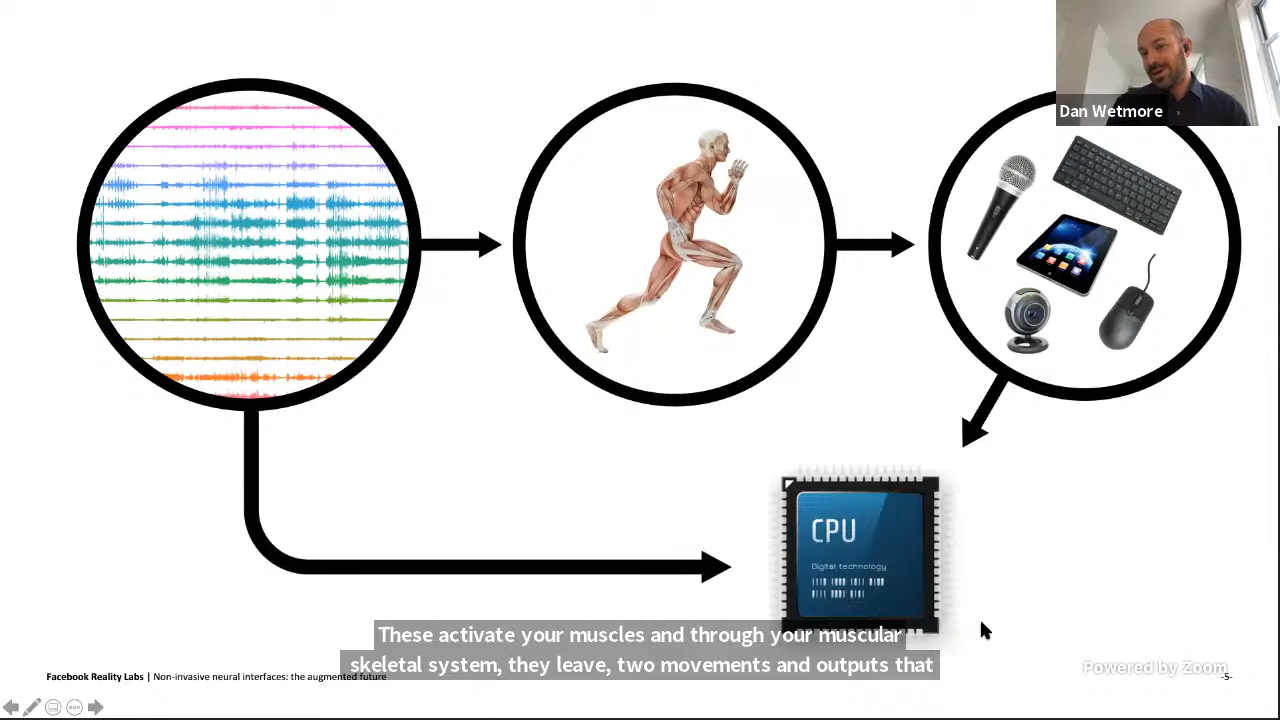 Dan Wetmore
CPU
Digital technology
These activate your muscles and through your muscular
skeletal system, they leave, two movements and outputs that
Facebook Reality Labs | Non-invasive neural interfaces: the augmented future
Powered by Zoom
-5-